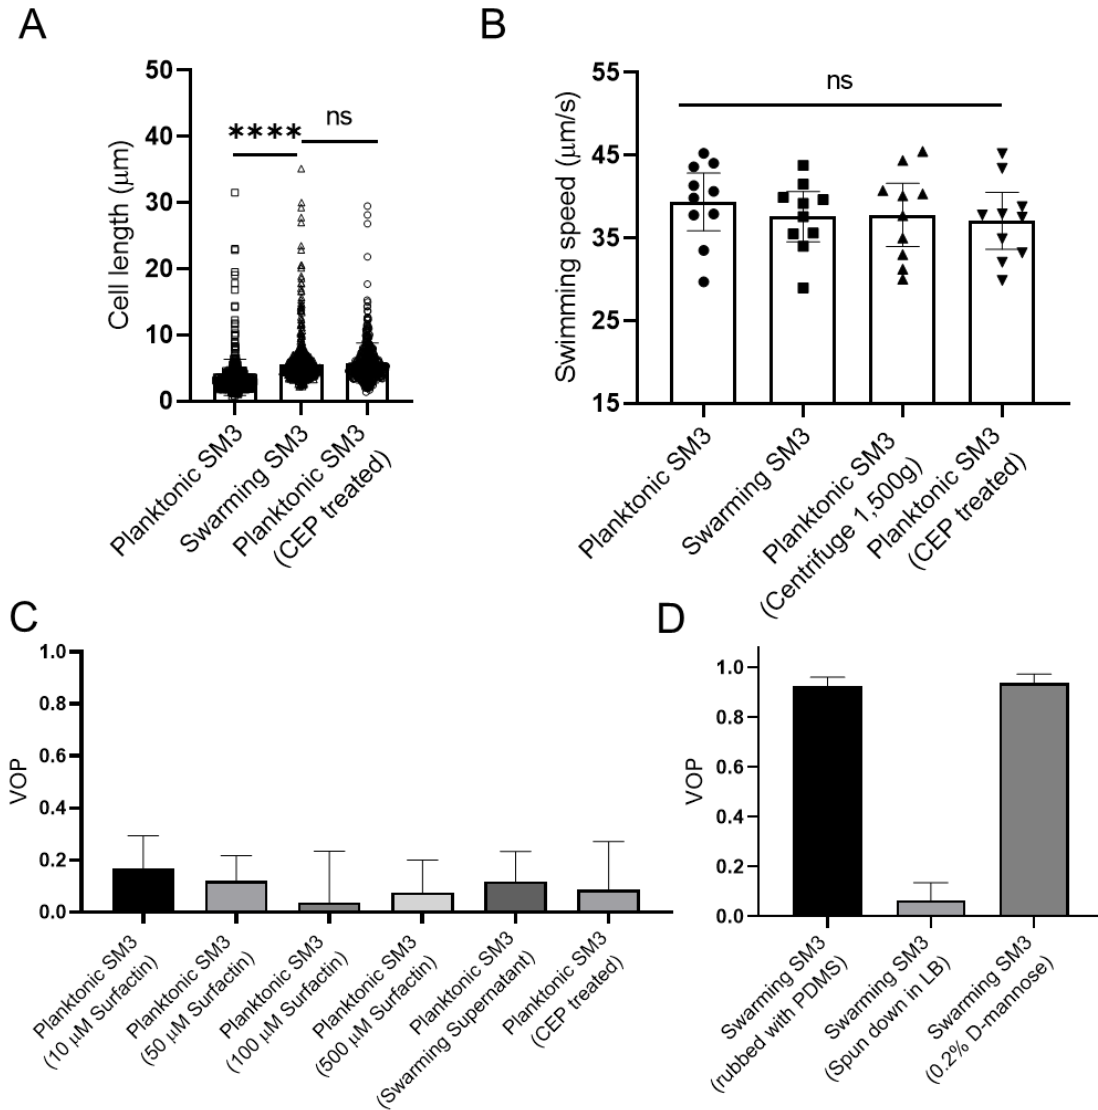 A
B
50
40
30
20
10
0
Cell length (μm)
****
ns
Planktonic SM3
Swarming SM3
Planktonic SM3
(CEP treated)
55
45
35
25
15
Swimming speed (μm/s)
ns
Planktonic SM3
Swarming SM3
Planktonic SM3
(Centrifuge 1,500g)
Planktonic SM3
(CEP treated)
C
D
1.0
0.8
0.6
0.4
0.2
0.0
VOP
Planktonic SM3
(10 μM Surfactin)
Planktonic SM3
(50 μM Surfactin)
Planktonic SM3
(100 μM Surfactin)
Planktonic SM3
(500 μM Surfactin)
Planktonic SM3
(Swarming Supernatant)
Planktonic SM3
(CEP treated)
1.0
0.8
0.6
0.4
0.2
0.0
VOP
Swarming SM3
(rubbed with PDMS)
Swarming SM3
(Spun down in LB)
Swarming SM3
(0.2% D-mannose)